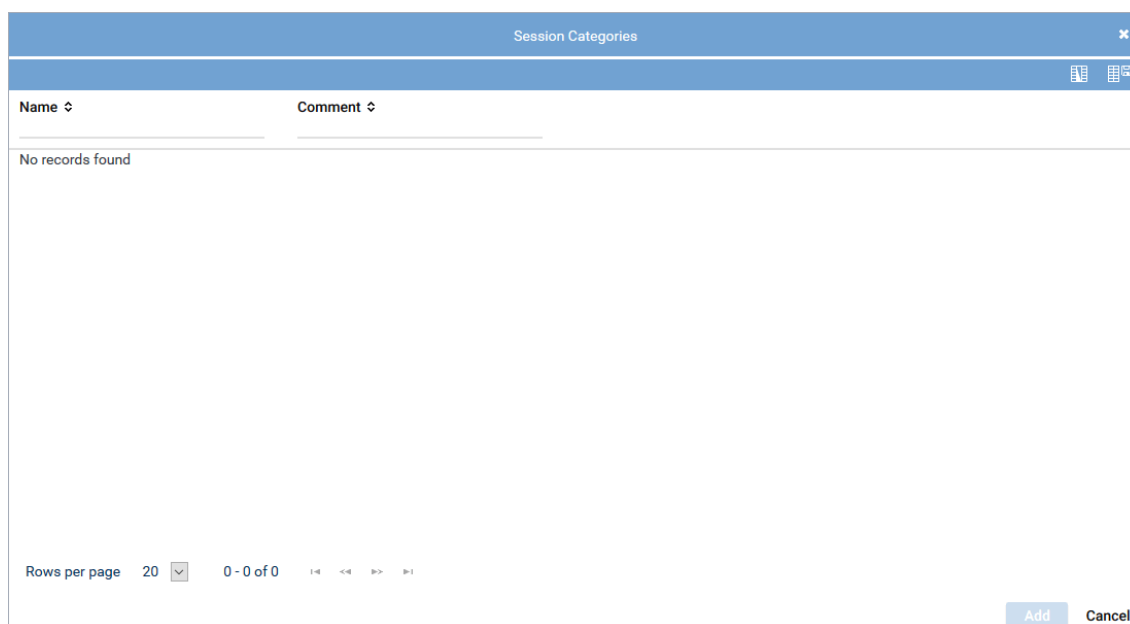 Session Categories
Name Comment
No records found
Rows per page 20 0 - 0 of 0
Add Cancel